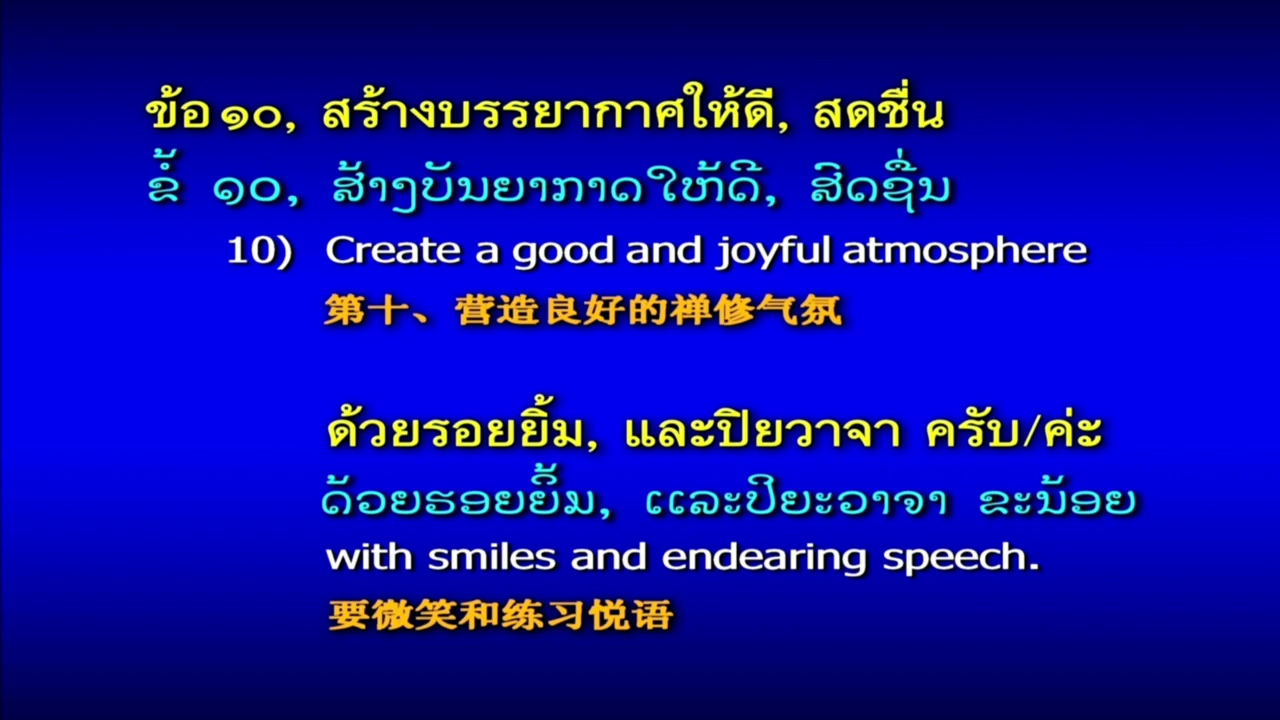 ข้อ ๑๐, สร้างบรรยากาศให้ดี, สดชื่น
ຂໍ້ ໑໐, ສ້າງບັນຍາກາດໃຫ້ດີ, ສົດຊື່ນ
10) Create a good and joyful atmosphere
第十、营造良好的禅修气氛
ด้วยรอยยิ้ม, และปิยวาจา ครับ/ค่ะ
ດ້ວຍຮອຍຍິ້ມ, ແລະປິຍະວາຈາ ຂະນ້ອຍ
with smiles and endearing speech.
要微笑和练习悦语